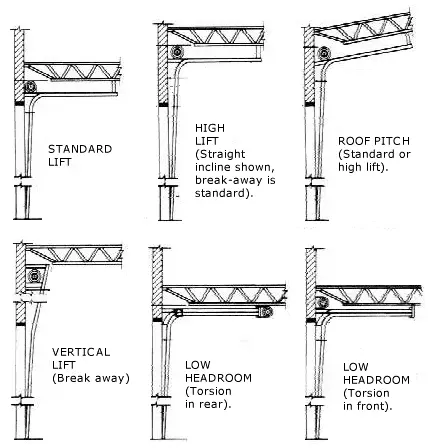 STANDARD
LIFT
HIGH
LIFT
(Straight
incline shown,
break-away is
standard).
ROOF PITCH
(Standard or
high lift).
VERTICAL
LIFT
(Break away)
LOW
HEADROOM
(Torsion
in rear).
LOW
HEADROOM
(Torsion
in front).